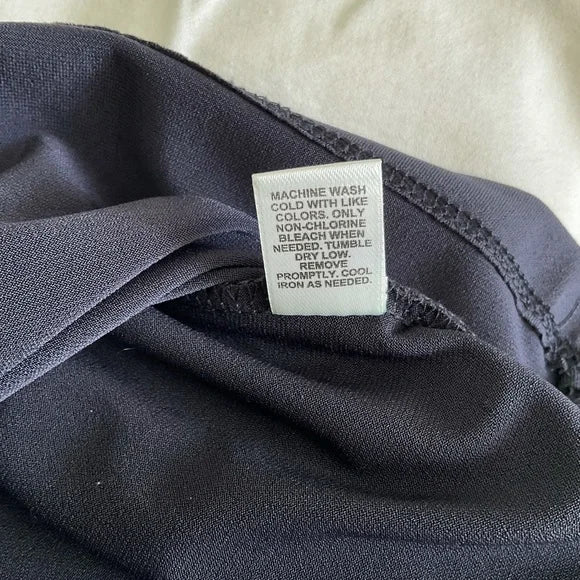 MACHINE WASH
COLD WITH LIKE
COLORS. ONLY
NON-CHLORINE
BLEACH WHEN
NEEDED. TUMBLE
DRY LOW.
REMOVE
PROMPTLY. COOL
IRON AS NEEDED.